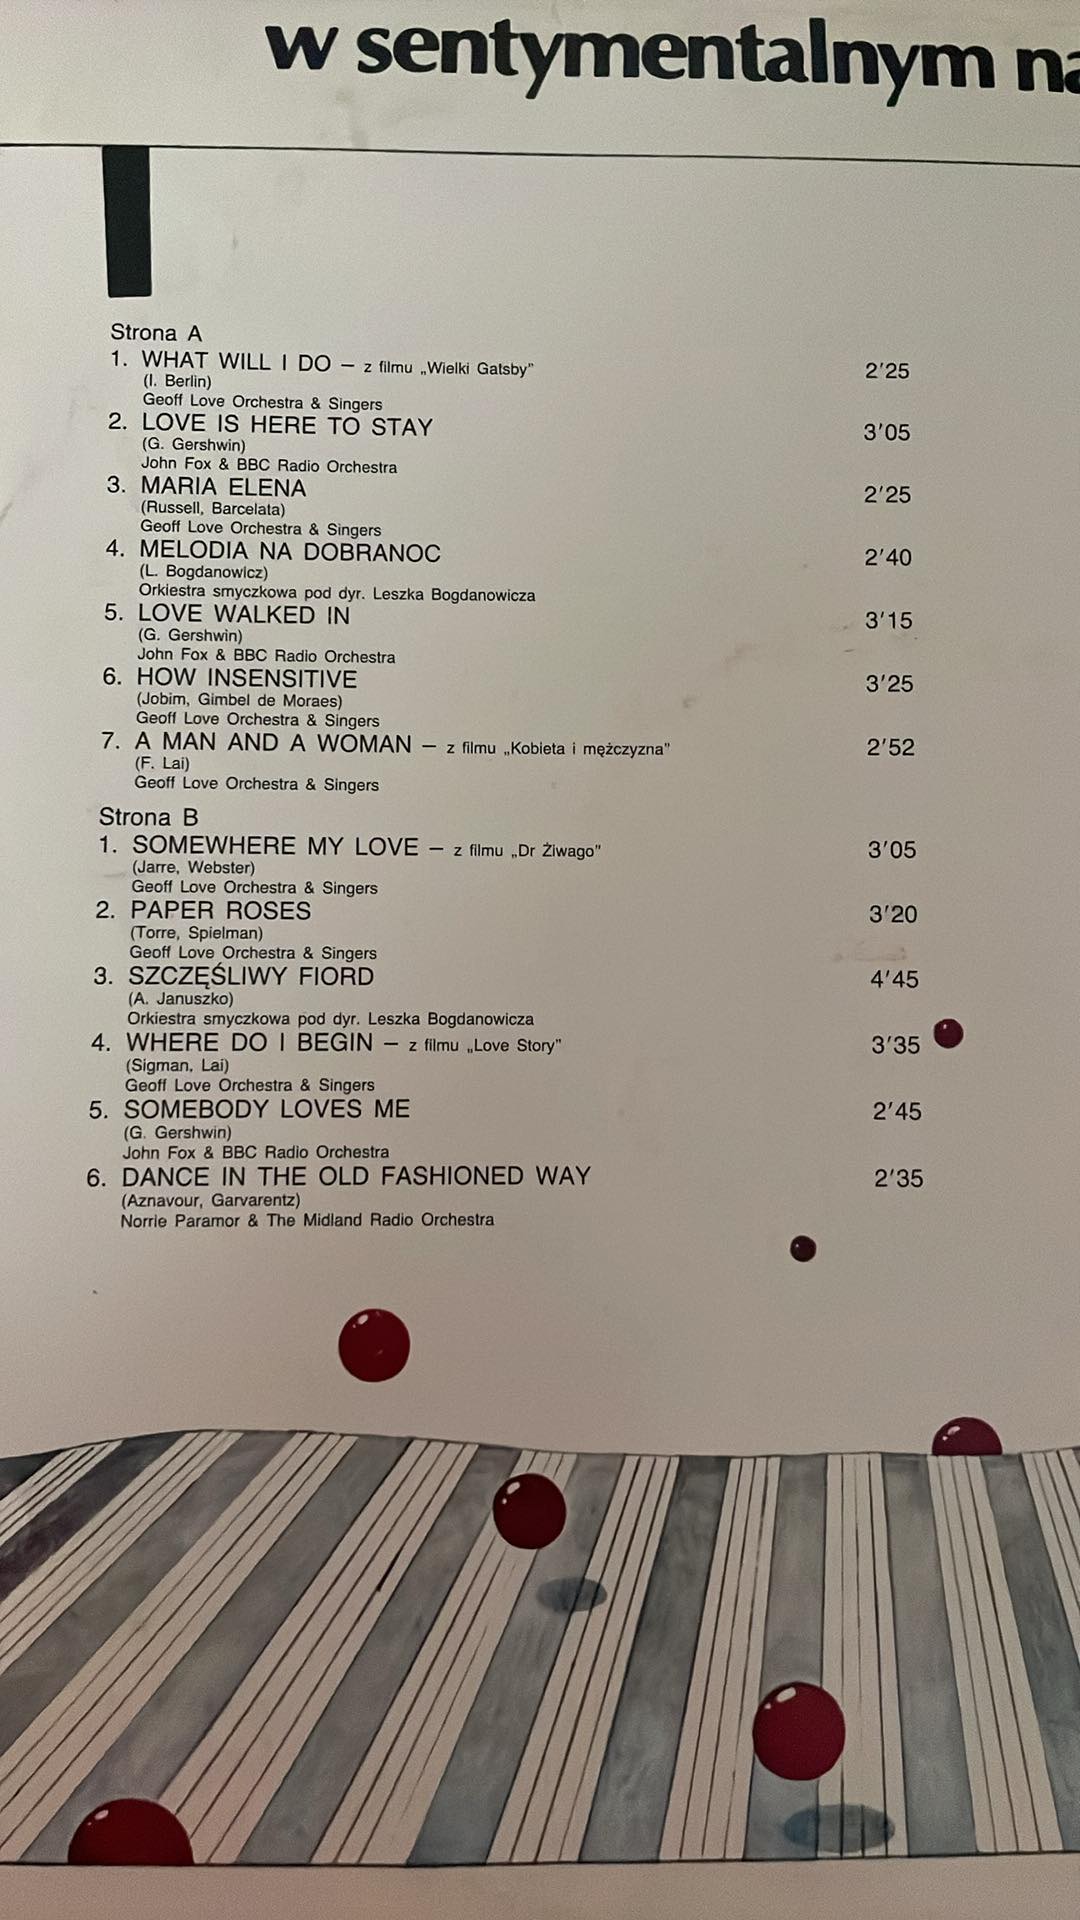 w sentymentalnym na
I
Strona A
1. WHAT WILL I DO – z filmu „Wielki Gatsby” 2’25
(I. Berlin)
Geoff Love Orchestra & Singers
2. LOVE IS HERE TO STAY 3’05
(G. Gershwin)
John Fox & BBC Radio Orchestra
3. MARIA ELENA 2’25
(Russell, Barcelata)
Geoff Love Orchestra & Singers
4. MELODIA NA DOBRANOC 2’40
(L. Bogdanowicz)
Orkiestra smyczkowa pod dyr. Leszka Bogdanowicza
5. LOVE WALKED IN 3’15
(G. Gershwin)
John Fox & BBC Radio Orchestra
6. HOW INSENSITIVE 3’25
(Jobim, Gimbel de Moraes)
Geoff Love Orchestra & Singers
7. A MAN AND A WOMAN – z filmu „Kobieta i mężczyzna” 2’52
(F. Lai)
Geoff Love Orchestra & Singers
Strona B
1. SOMEWHERE MY LOVE – z filmu „Dr Żiwago” 3’05
(Jarre, Webster)
Geoff Love Orchestra & Singers
2. PAPER ROSES 3’20
(Torre, Spielman)
Geoff Love Orchestra & Singers
3. SZCZĘŚLIWY FIORD 4’45
(A. Januszko)
Orkiestra smyczkowa pod dyr. Leszka Bogdanowicza
4. WHERE DO I BEGIN – z filmu „Love Story” 3’35
(Sigman, Lai)
Geoff Love Orchestra & Singers
5. SOMEBODY LOVES ME 2’45
(G. Gershwin)
John Fox & BBC Radio Orchestra
6. DANCE IN THE OLD FASHIONED WAY 2’35
(Aznavour, Garvarentz)
Norrie Paramor & The Midland Radio Orchestra